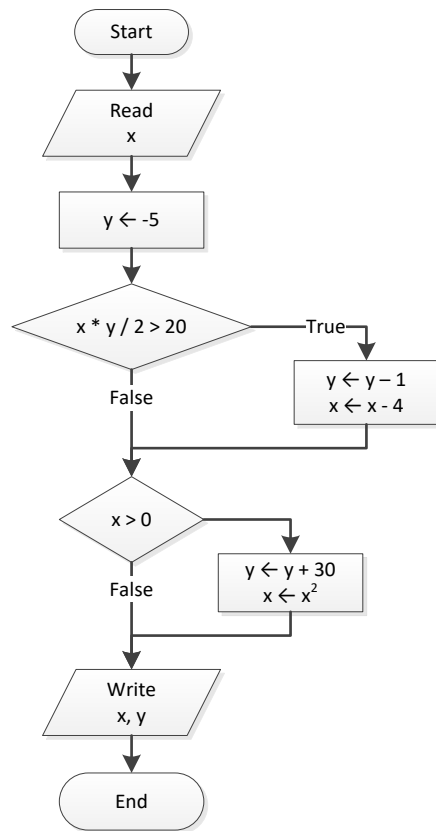 Start
Read
x
y ← -5
x * y / 2 > 20
True
y ← y – 1
x ← x - 4
False
x > 0
y ← y + 30
x ← x²
False
Write
x, y
End